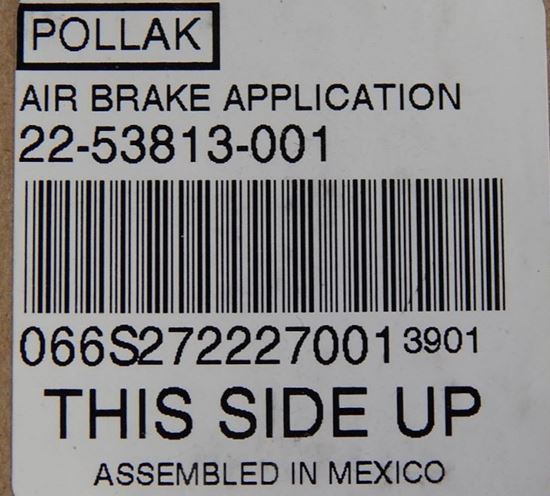 POLLAK
AIR BRAKE APPLICATION
22-53813-001
066S272227001 3901
THIS SIDE UP
ASSEMBLED IN MEXICO